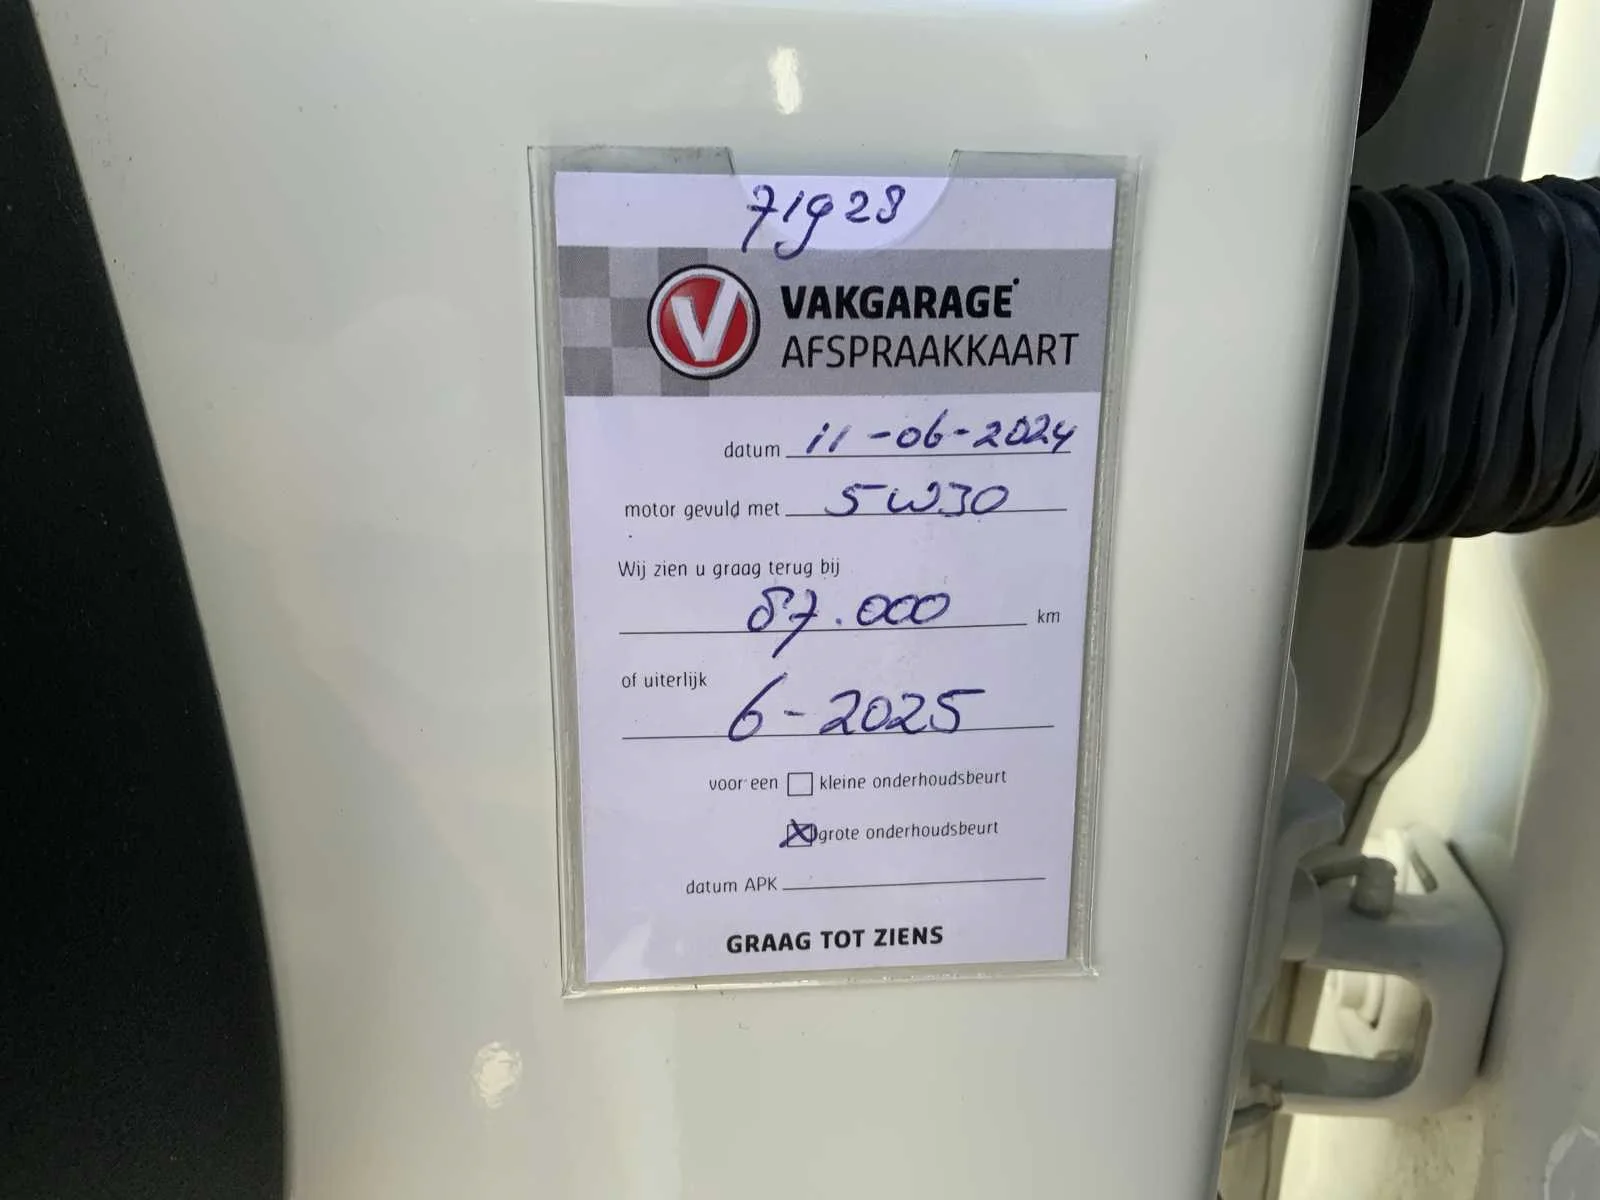 71923
VAKGARAGE
AFSPRAAKKAART
datum 11-06-2024
motor gevuld met 5W30
Wij zien u graag terug bij
87.000 km
of uiterlijk
6-2025
voor een kleine onderhoudsbeurt
grote onderhoudsbeurt
datum APK
GRAAG TOT ZIENS